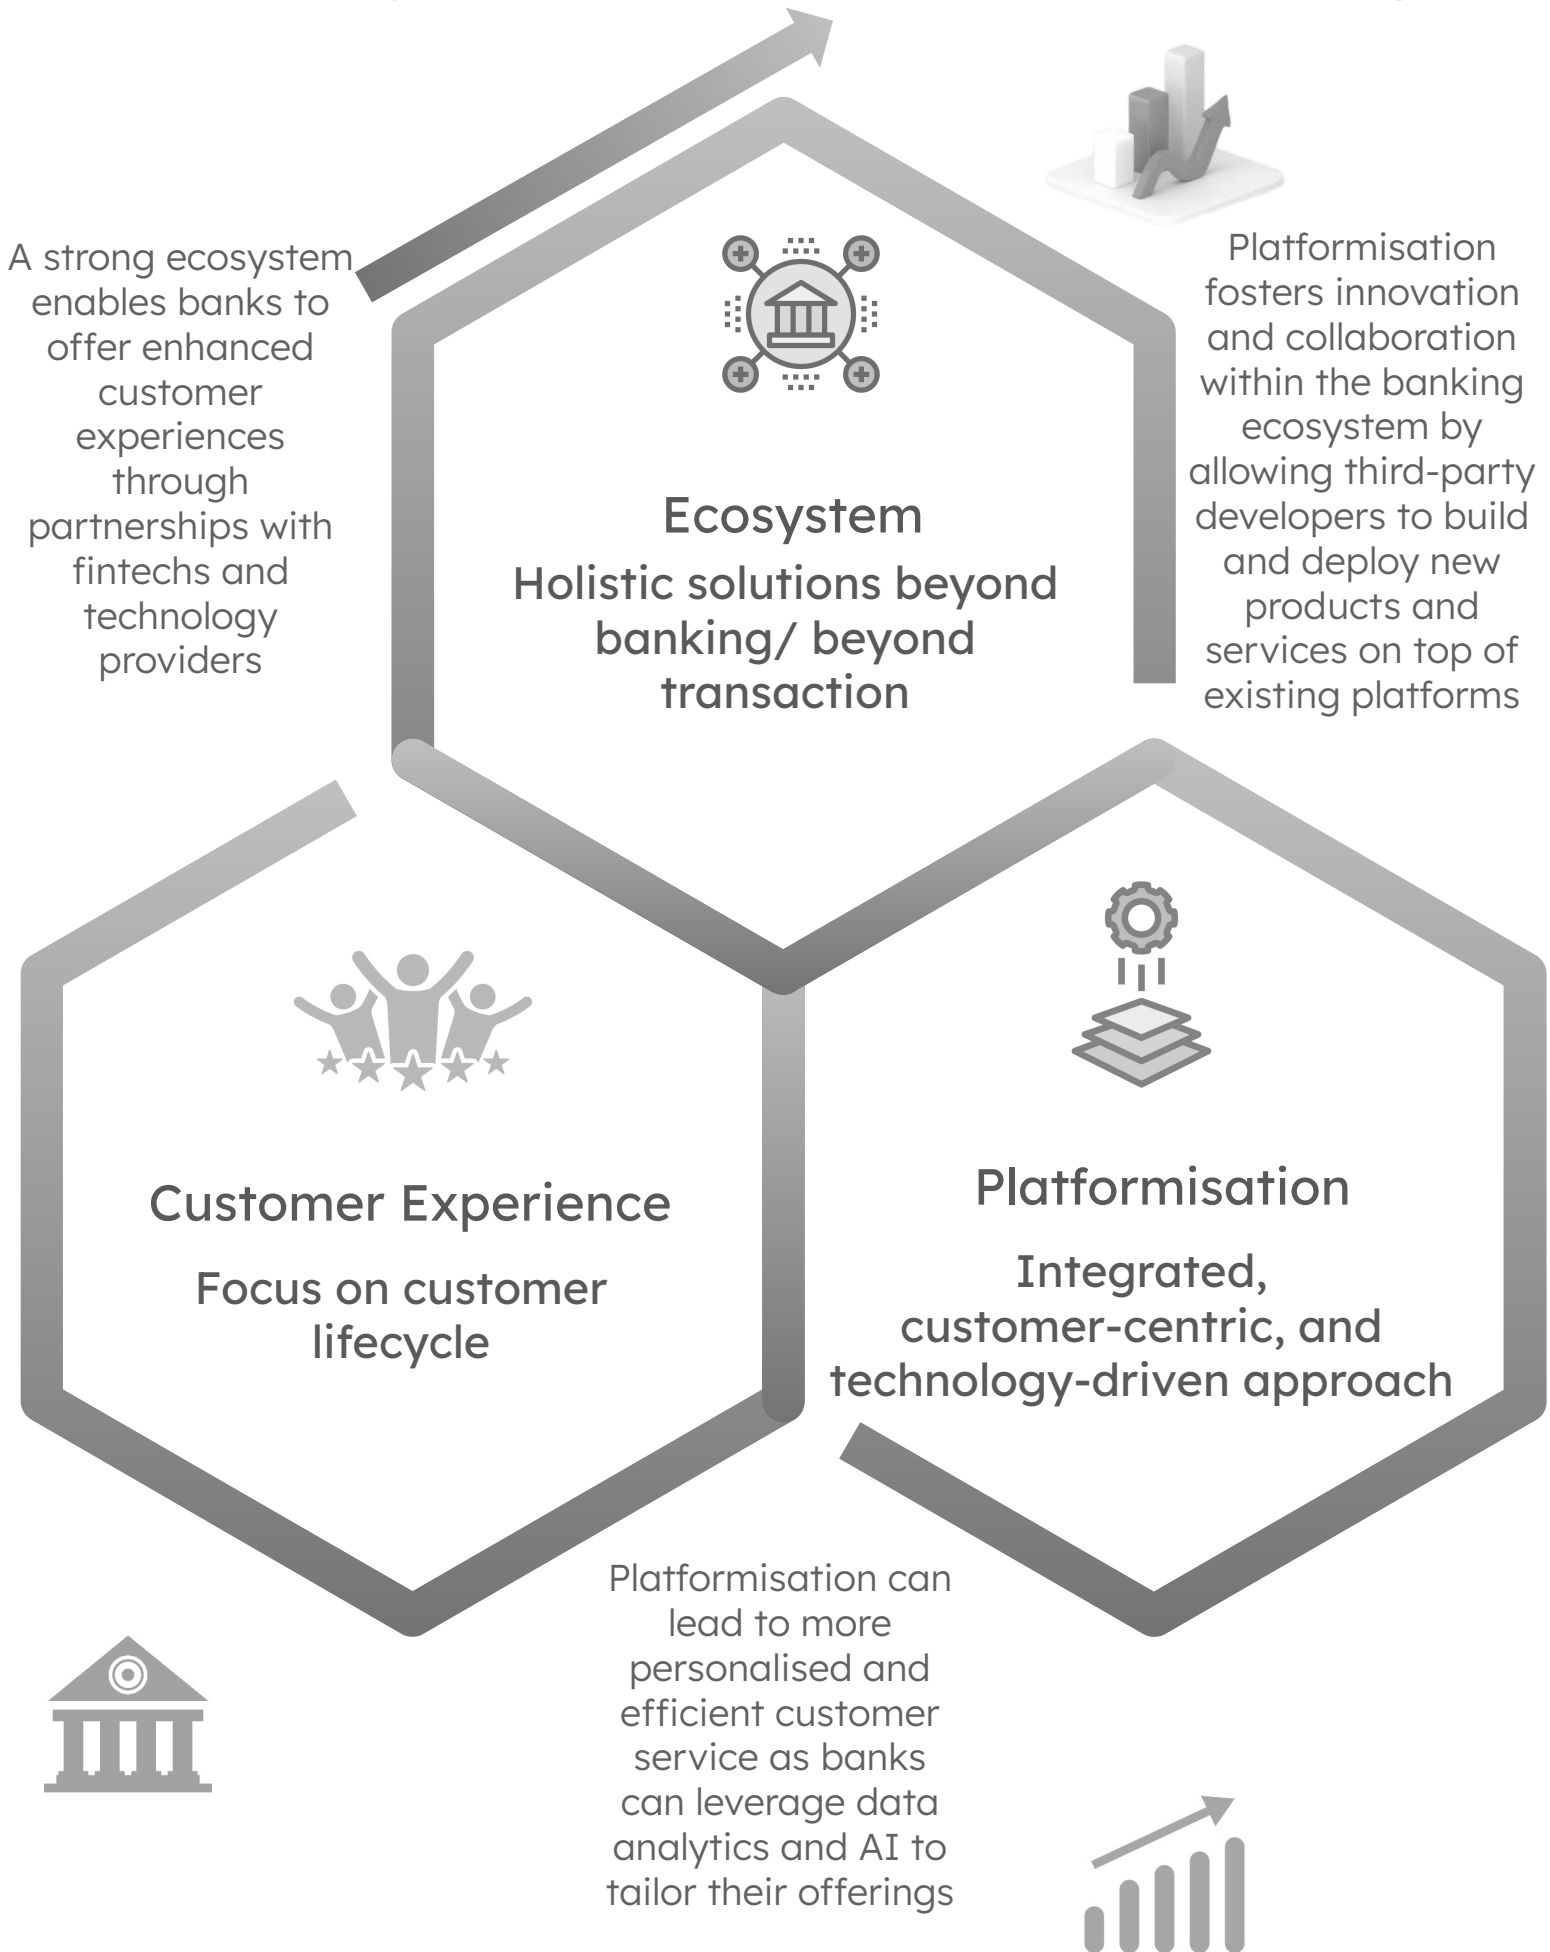 A strong ecosystem
enables banks to
offer enhanced
customer
experiences
through
partnerships with
fintechs and
technology
providers
Ecosystem
Holistic solutions beyond
banking/ beyond
transaction
Platformisation
fosters innovation
and collaboration
within the banking
ecosystem by
allowing third-party
developers to build
and deploy new
products and
services on top of
existing platforms
Customer Experience
Focus on customer
lifecycle
Platformisation
Integrated,
customer-centric, and
technology-driven approach
Platformisation can
lead to more
personalised and
efficient customer
service as banks
can leverage data
analytics and AI to
tailor their offerings